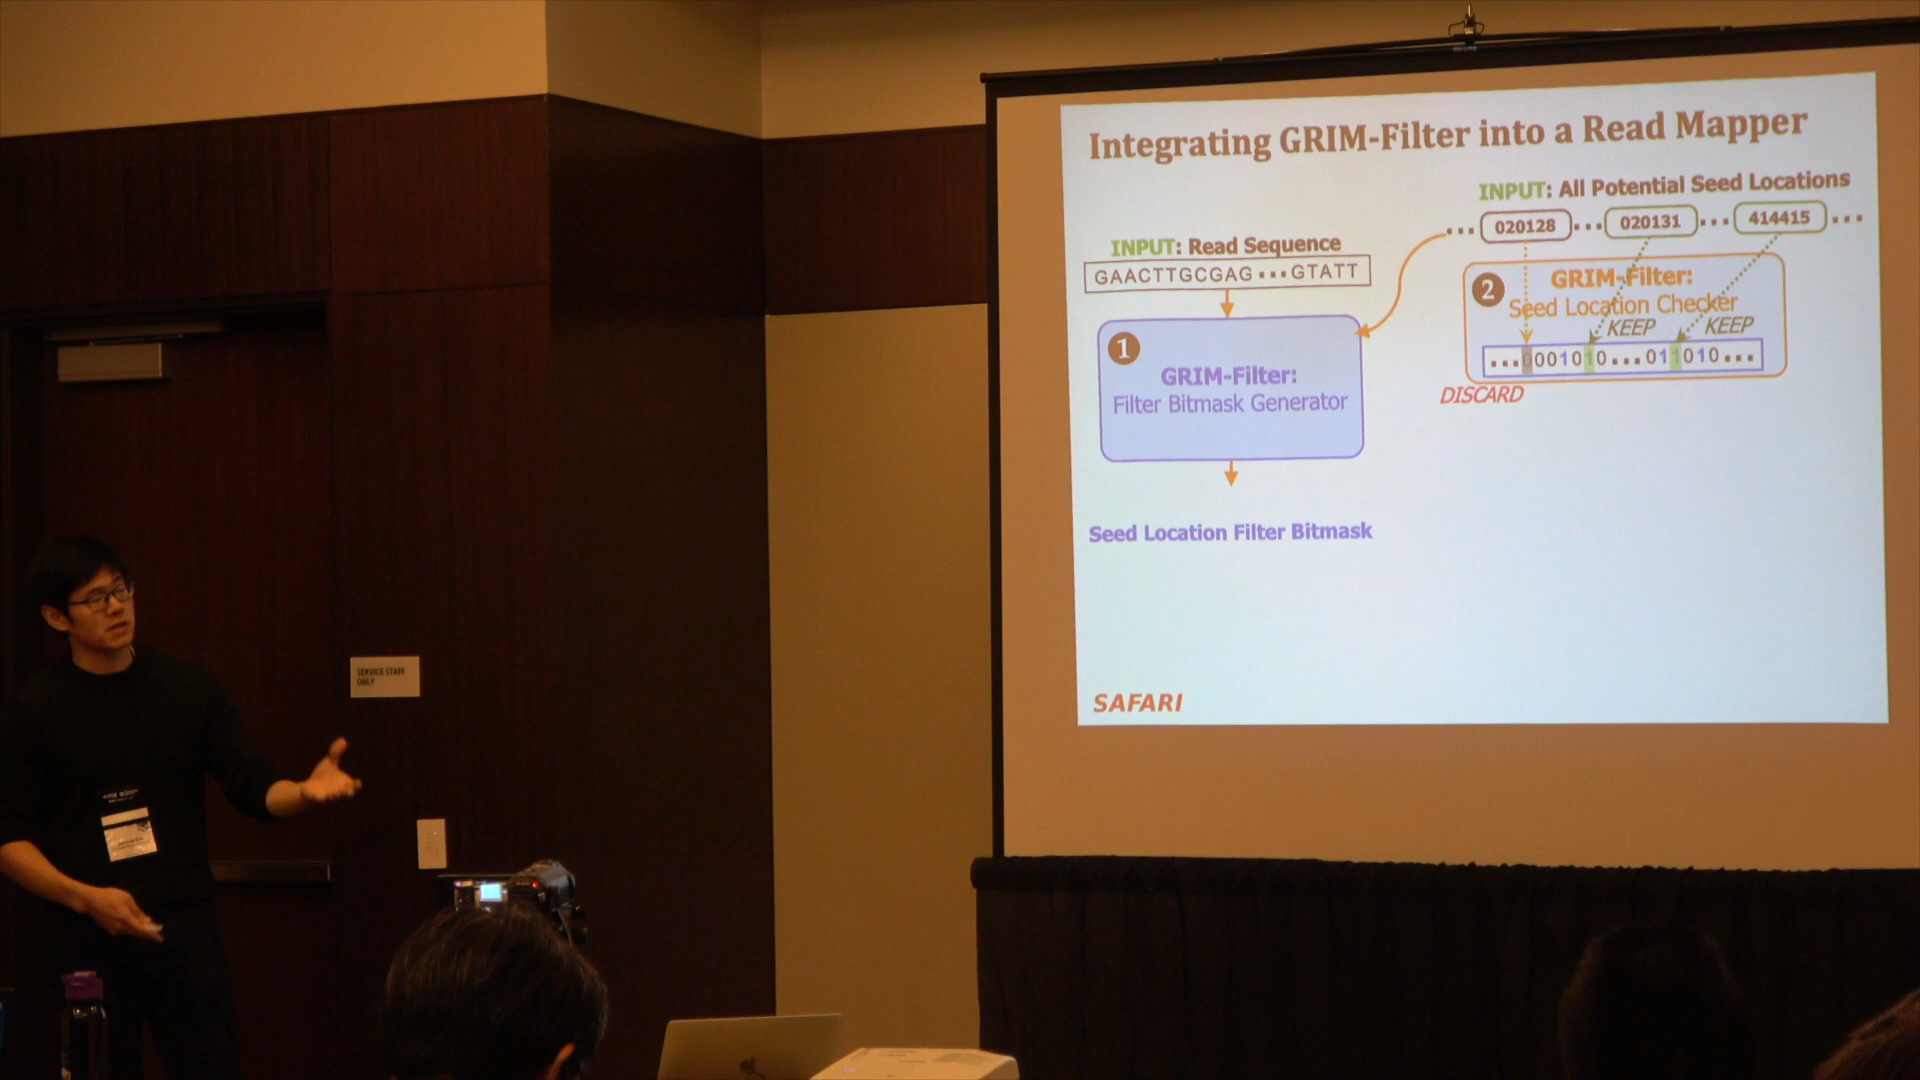 Integrating GRIM-Filter into a Read Mapper
INPUT: All Potential Seed Locations
... 020128 ... 020131 ... 414415 ...
INPUT: Read Sequence
GAACTTGCGAG ... GTATT
1
GRIM-Filter:
Filter Bitmask Generator
Seed Location Filter Bitmask
2
GRIM-Filter:
Seed Location Checker
KEEP KEEP
...0001010...011010...
DISCARD
SAFARI
SERVICE STAFF
ONLY